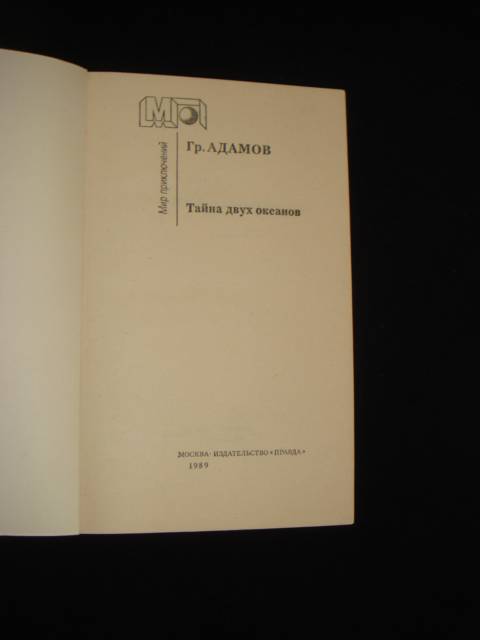 МП
Мир приключений
Гр. АДАМОВ
Тайна двух океанов
МОСКВА · ИЗДАТЕЛЬСТВО «ПРАВДА»
1989